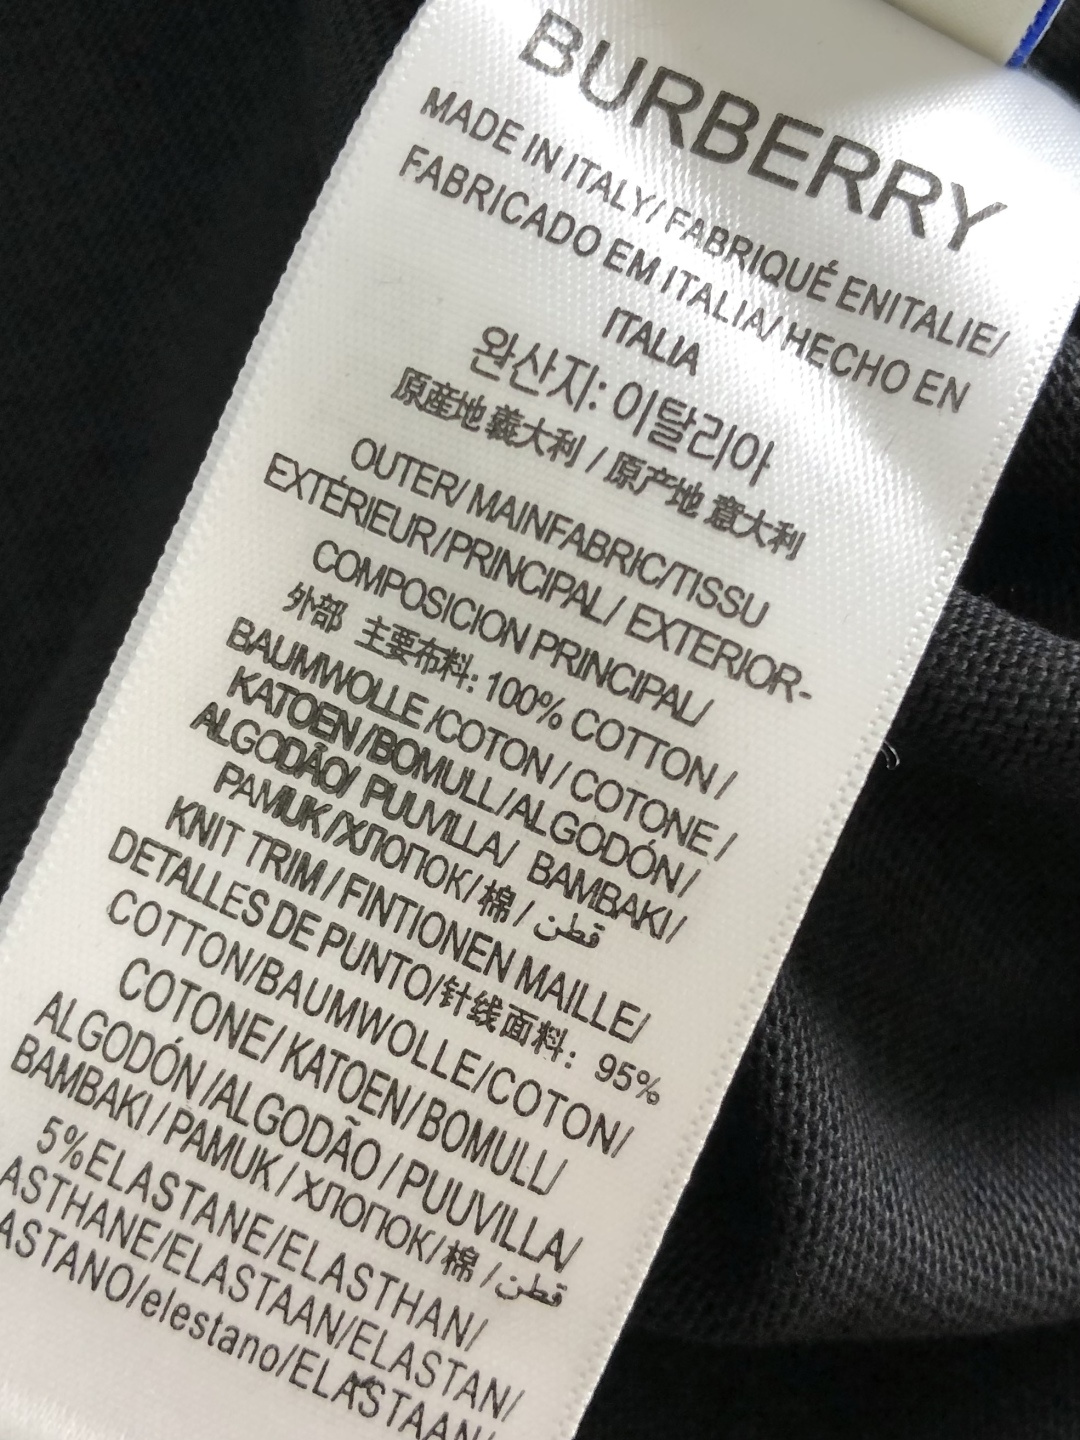 BURBERRY
MADE IN ITALY/ FABRIQUÉ ENITALIE/
FABRICADO EM ITALIA/ HECHO EN
ITALIA
완산지: 이탈리아
原産地 義大利 / 原产地 意大利
OUTER/ MAINFABRIC/TISSU
EXTÉRIEUR/PRINCIPAL/ EXTERIOR-
COMPOSICION PRINCIPAL/
外部 主要布料: 100% COTTON /
BAUMWOLLE /COTON / COTONE /
KATOEN /BOMULL/ALGODÓN /
ALGODÃO/ PUUVILLA/ BAMBAKI /
PAMUK /ХЛОПОК/ 棉 / قطن
KNIT TRIM / FINTIONEN MAILLE/
DETALLES DE PUNTO/针线面料: 95%
COTTON/BAUMWOLLE/COTON/
COTONE/ KATOEN/ BOMULL/
ALGODÓN /ALGODÃO / PUUVILLA/
BAMBAKI / PAMUK / ХЛОПОК/ 棉 / قطن
5%ELASTANE/ELASTHAN/
ASTHANE/ELASTAAN/ELASTAN/
ASTANO/elestano/ELASTAAN/